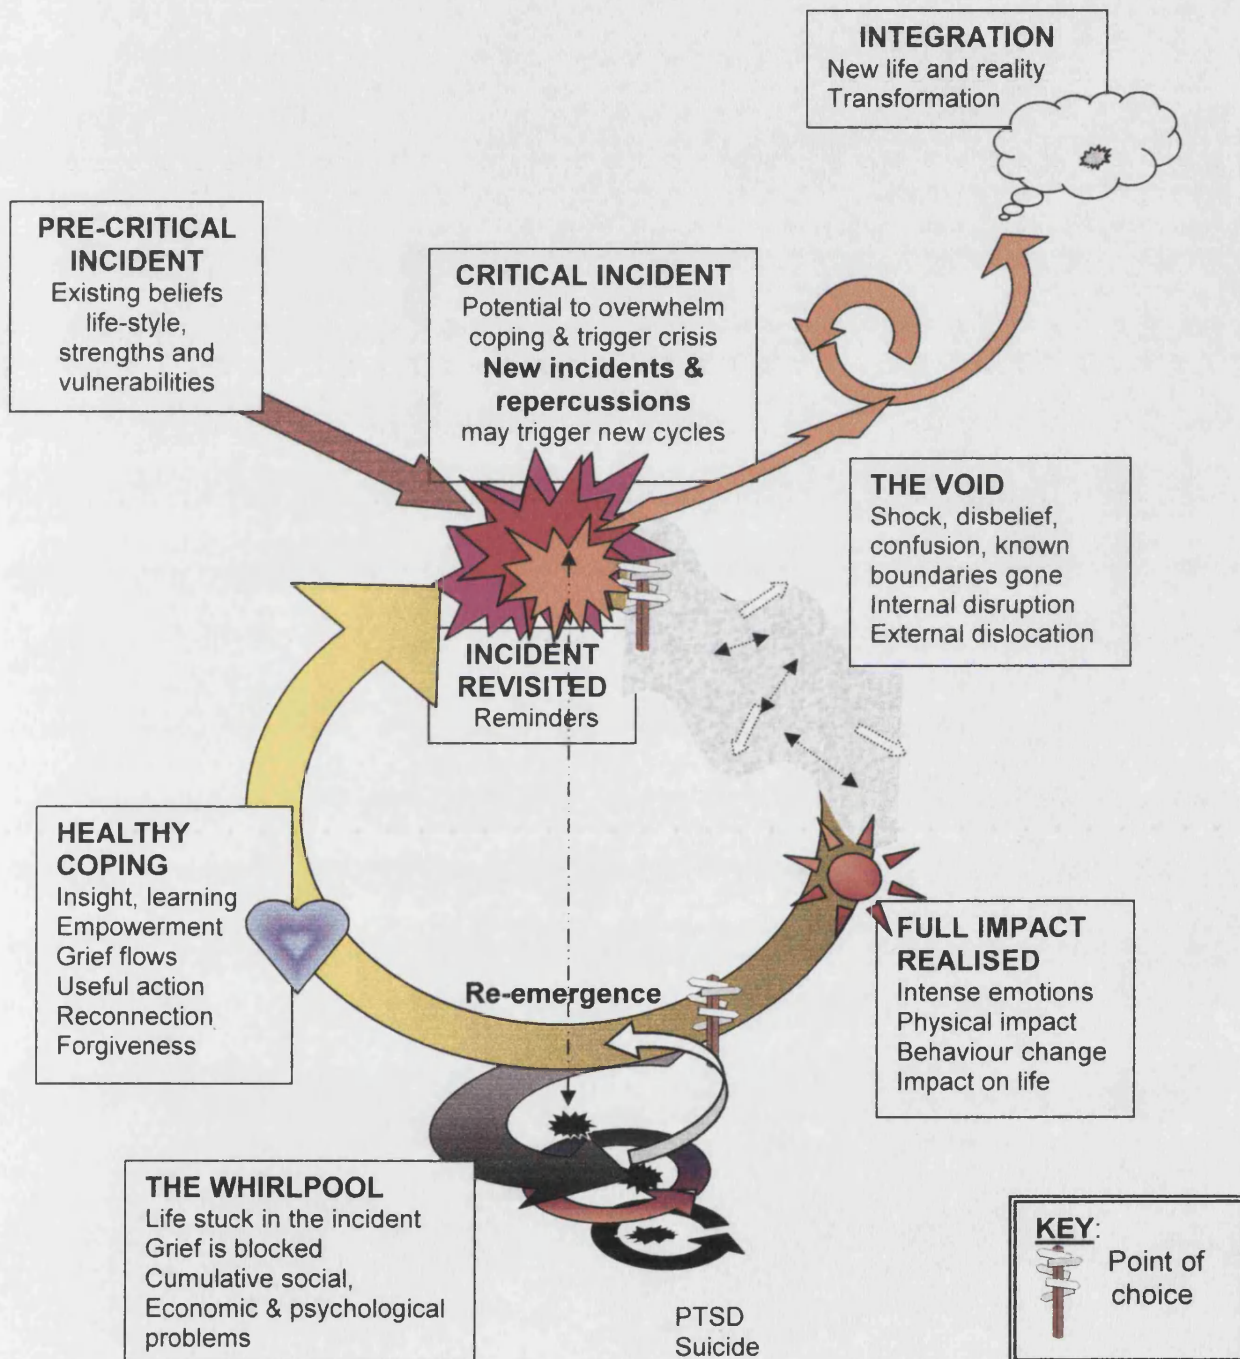 INTEGRATION
New life and reality
Transformation
PRE-CRITICAL
INCIDENT
Existing beliefs
life-style,
strengths and
vulnerabilities
CRITICAL INCIDENT
Potential to overwhelm
coping & trigger crisis
New incidents &
repercussions
may trigger new cycles
THE VOID
Shock, disbelief,
confusion, known
boundaries gone
Internal disruption
External dislocation
INCIDENT
REVISITED
Reminders
HEALTHY
COPING
Insight, learning
Empowerment
Grief flows
Useful action
Reconnection
Forgiveness
Re-emergence
FULL IMPACT
REALISED
Intense emotions
Physical impact
Behaviour change
Impact on life
THE WHIRLPOOL
Life stuck in the incident
Grief is blocked
Cumulative social,
Economic & psychological
problems
PTSD
Suicide
KEY:
Point of
choice